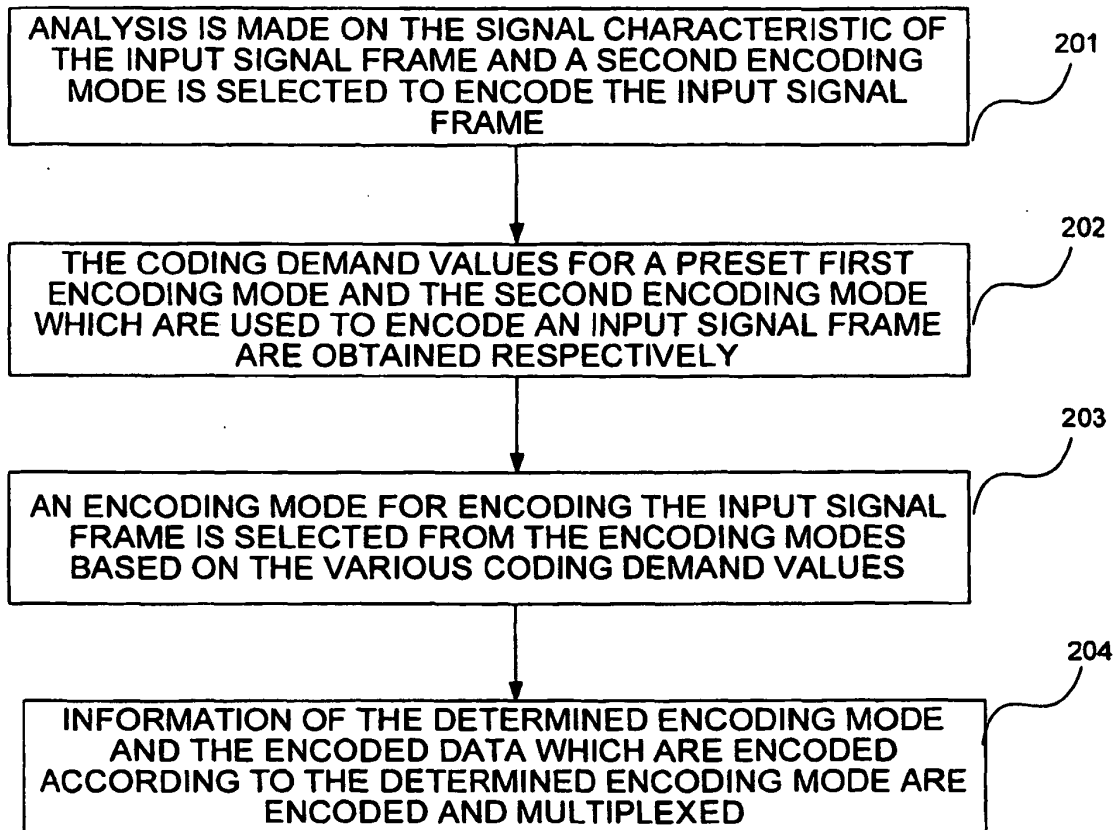 ANALYSIS IS MADE ON THE SIGNAL CHARACTERISTIC OF
THE INPUT SIGNAL FRAME AND A SECOND ENCODING
MODE IS SELECTED TO ENCODE THE INPUT SIGNAL
FRAME
201
THE CODING DEMAND VALUES FOR A PRESET FIRST
ENCODING MODE AND THE SECOND ENCODING MODE
WHICH ARE USED TO ENCODE AN INPUT SIGNAL FRAME
ARE OBTAINED RESPECTIVELY
202
AN ENCODING MODE FOR ENCODING THE INPUT SIGNAL
FRAME IS SELECTED FROM THE ENCODING MODES
BASED ON THE VARIOUS CODING DEMAND VALUES
203
INFORMATION OF THE DETERMINED ENCODING MODE
AND THE ENCODED DATA WHICH ARE ENCODED
ACCORDING TO THE DETERMINED ENCODING MODE ARE
ENCODED AND MULTIPLEXED
204